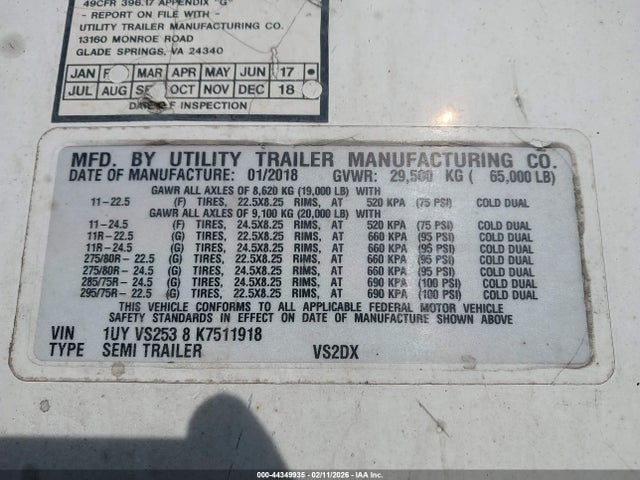 49CFR 396.17 APPENDIX "G"
- REPORT ON FILE WITH -
UTILITY TRAILER MANUFACTURING CO.
13160 MONROE ROAD
GLADE SPRINGS, VA 24340
JAN MAR APR MAY JUN 17
JUL AUG OCT NOV DEC 18
DATE OF INSPECTION
MFD. BY UTILITY TRAILER MANUFACTURING CO.
DATE OF MANUFACTURE: 01/2018 GVWR: 29,500 KG ( 65,000 LB)
GAWR ALL AXLES OF 8,620 KG (19,000 LB) WITH
11-22.5 (F) TIRES, 22.5X8.25 RIMS, AT 520 KPA (75 PSI) COLD DUAL
GAWR ALL AXLES OF 9,100 KG (20,000 LB) WITH
11-24.5 (F) TIRES, 24.5X8.25 RIMS, AT 520 KPA (75 PSI) COLD DUAL
11R-22.5 (G) TIRES, 22.5X8.25 RIMS, AT 660 KPA (95 PSI) COLD DUAL
11R-24.5 (G) TIRES, 24.5X8.25 RIMS, AT 660 KPA (95 PSI) COLD DUAL
275/80R-22.5 (G) TIRES, 22.5X8.25 RIMS, AT 660 KPA (95 PSI) COLD DUAL
275/80R-24.5 (G) TIRES, 24.5X8.25 RIMS, AT 660 KPA (95 PSI) COLD DUAL
285/75R-24.5 (G) TIRES, 24.5X8.25 RIMS, AT 690 KPA (100 PSI) COLD DUAL
295/75R-22.5 (G) TIRES, 22.5X8.25 RIMS, AT 690 KPA (100 PSI) COLD DUAL
THIS VEHICLE CONFORMS TO ALL APPLICABLE FEDERAL MOTOR VEHICLE
SAFETY STANDARDS IN EFFECT ON DATE OF MANUFACTURE SHOWN ABOVE
VIN 1UY VS253 8 K7511918
TYPE SEMI TRAILER VS2DX
000-44349935 - 02/11/2026 - IAAI.COM